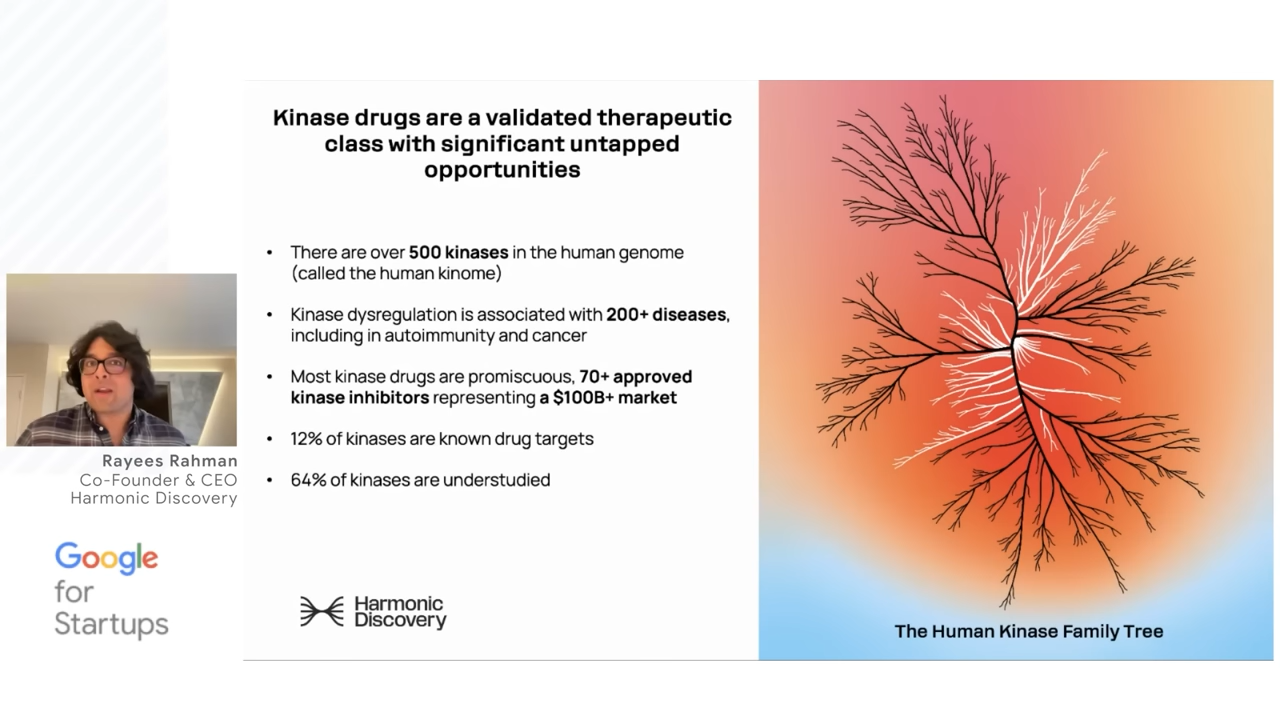 Kinase drugs are a validated therapeutic
class with significant untapped
opportunities
• There are over 500 kinases in the human genome
(called the human kinome)
• Kinase dysregulation is associated with 200+ diseases,
including in autoimmunity and cancer
• Most kinase drugs are promiscuous, 70+ approved
kinase inhibitors representing a $100B+ market
• 12% of kinases are known drug targets
• 64% of kinases are understudied
Harmonic
Discovery
The Human Kinase Family Tree
Rayees Rahman
Co-Founder & CEO
Harmonic Discovery
Google
for
Startups